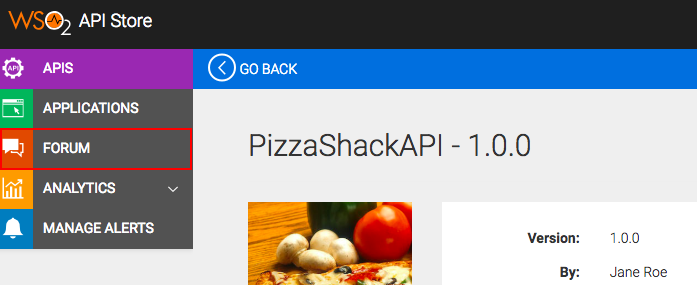 WSO2 API Store
API APIS
GO BACK
APPLICATIONS
FORUM
ANALYTICS
MANAGE ALERTS
PizzaShackAPI - 1.0.0
Version: 1.0.0
By: Jane Roe